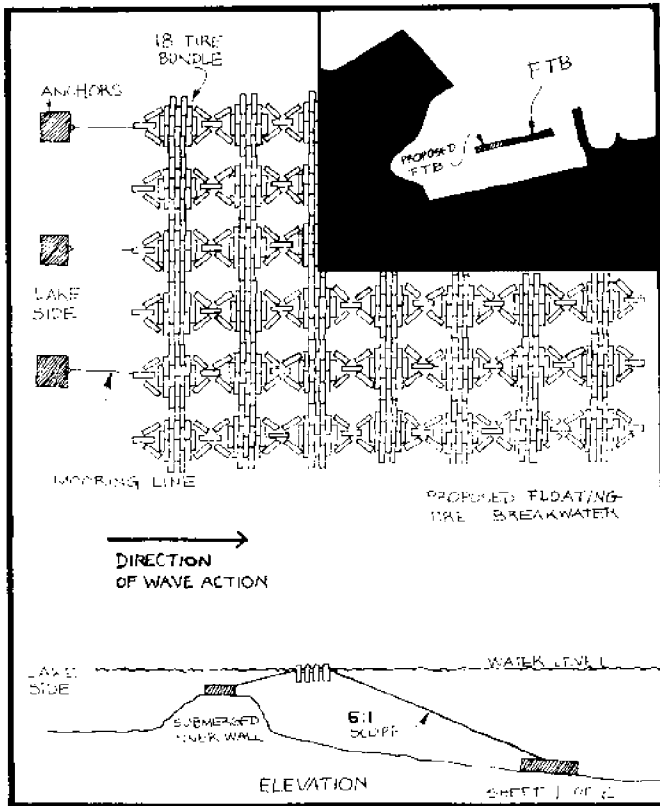 18 TIRE
BUNDLE
ANCHORS
FTB
PROPOSED
FTB
LAKE
SIDE
MOORING LINE
PROPOSED FLOATING
TIRE BREAKWATER
DIRECTION
OF WAVE ACTION
WATER LEVEL
LAKE
SIDE
SUBMERGED
WALL
6:1
SLOPE
ELEVATION
SHEET 1 OF 2